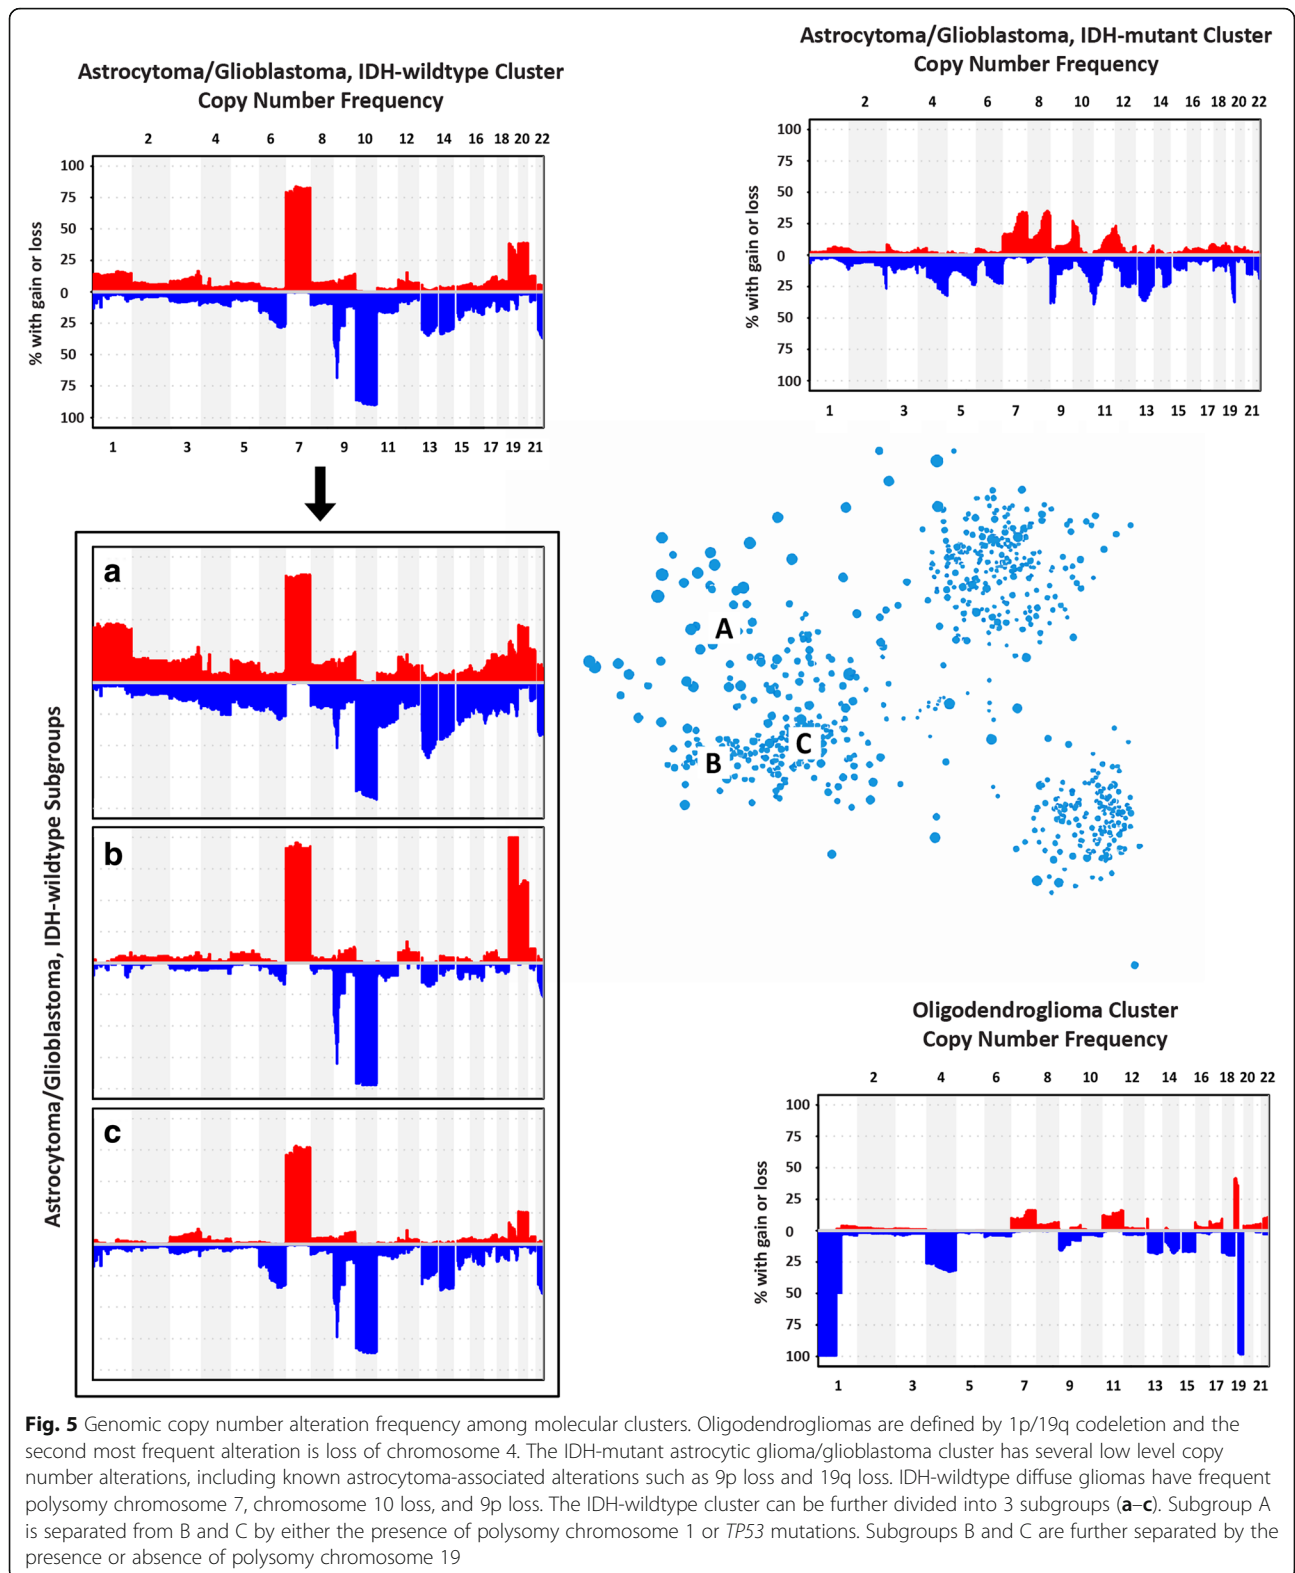 Astrocytoma/Glioblastoma, IDH-wildtype Cluster
Copy Number Frequency
2 4 6 8 10 12 14 16 18 20 22
% with gain or loss
100
75
50
25
0
25
50
75
100
1 3 5 7 9 11 13 15 17 19 21
Astrocytoma/Glioblastoma, IDH-mutant Cluster
Copy Number Frequency
2 4 6 8 10 12 14 16 18 20 22
% with gain or loss
100
75
50
25
0
25
50
75
100
1 3 5 7 9 11 13 15 17 19 21
Astrocytoma/Glioblastoma, IDH-wildtype Subgroups
a
b
c
A
B
C
Oligodendroglioma Cluster
Copy Number Frequency
2 4 6 8 10 12 14 16 18 20 22
% with gain or loss
100
75
50
25
0
25
50
75
100
1 3 5 7 9 11 13 15 17 19 21
Fig. 5 Genomic copy number alteration frequency among molecular clusters. Oligodendrogliomas are defined by 1p/19q codeletion and the
second most frequent alteration is loss of chromosome 4. The IDH-mutant astrocytic glioma/glioblastoma cluster has several low level copy
number alterations, including known astrocytoma-associated alterations such as 9p loss and 19q loss. IDH-wildtype diffuse gliomas have frequent
polysomy chromosome 7, chromosome 10 loss, and 9p loss. The IDH-wildtype cluster can be further divided into 3 subgroups (a–c). Subgroup A
is separated from B and C by either the presence of polysomy chromosome 1 or TP53 mutations. Subgroups B and C are further separated by the
presence or absence of polysomy chromosome 19